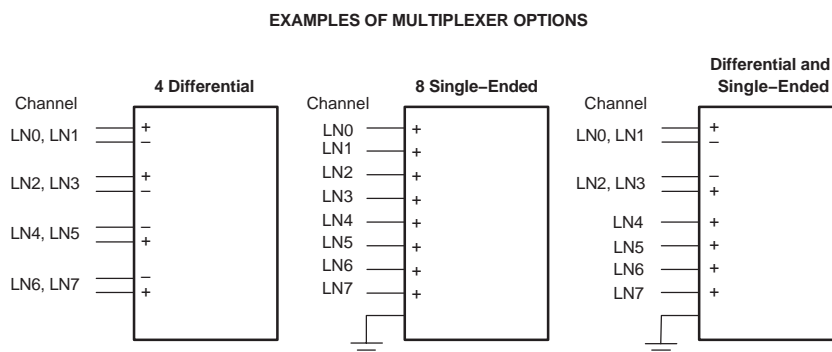 EXAMPLES OF MULTIPLEXER OPTIONS
4 Differential
Channel
LN0, LN1
+
−
LN2, LN3
+
−
LN4, LN5
−
+
LN6, LN7
−
+
8 Single−Ended
Channel
LN0
+
LN1
+
LN2
+
LN3
+
LN4
+
LN5
+
LN6
+
LN7
+
Differential and
Single−Ended
Channel
LN0, LN1
+
−
LN2, LN3
−
+
LN4
+
LN5
+
LN6
+
LN7
+